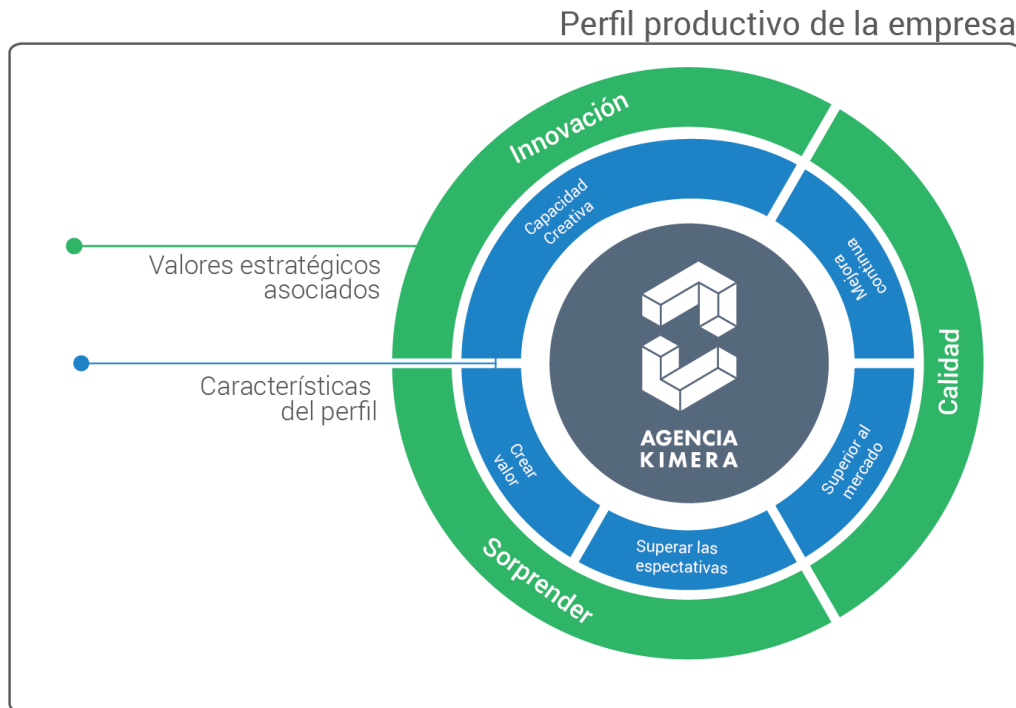 Perfil productivo de la empresa
Innovación
Capacidad
Creativa
Mejora
continua
Valores estratégicos
asociados
Características
del perfil
Calidad
AGENCIA
KIMERA
Crear
valor
Superior al
mercado
Superar las
espectativas
Sorprender